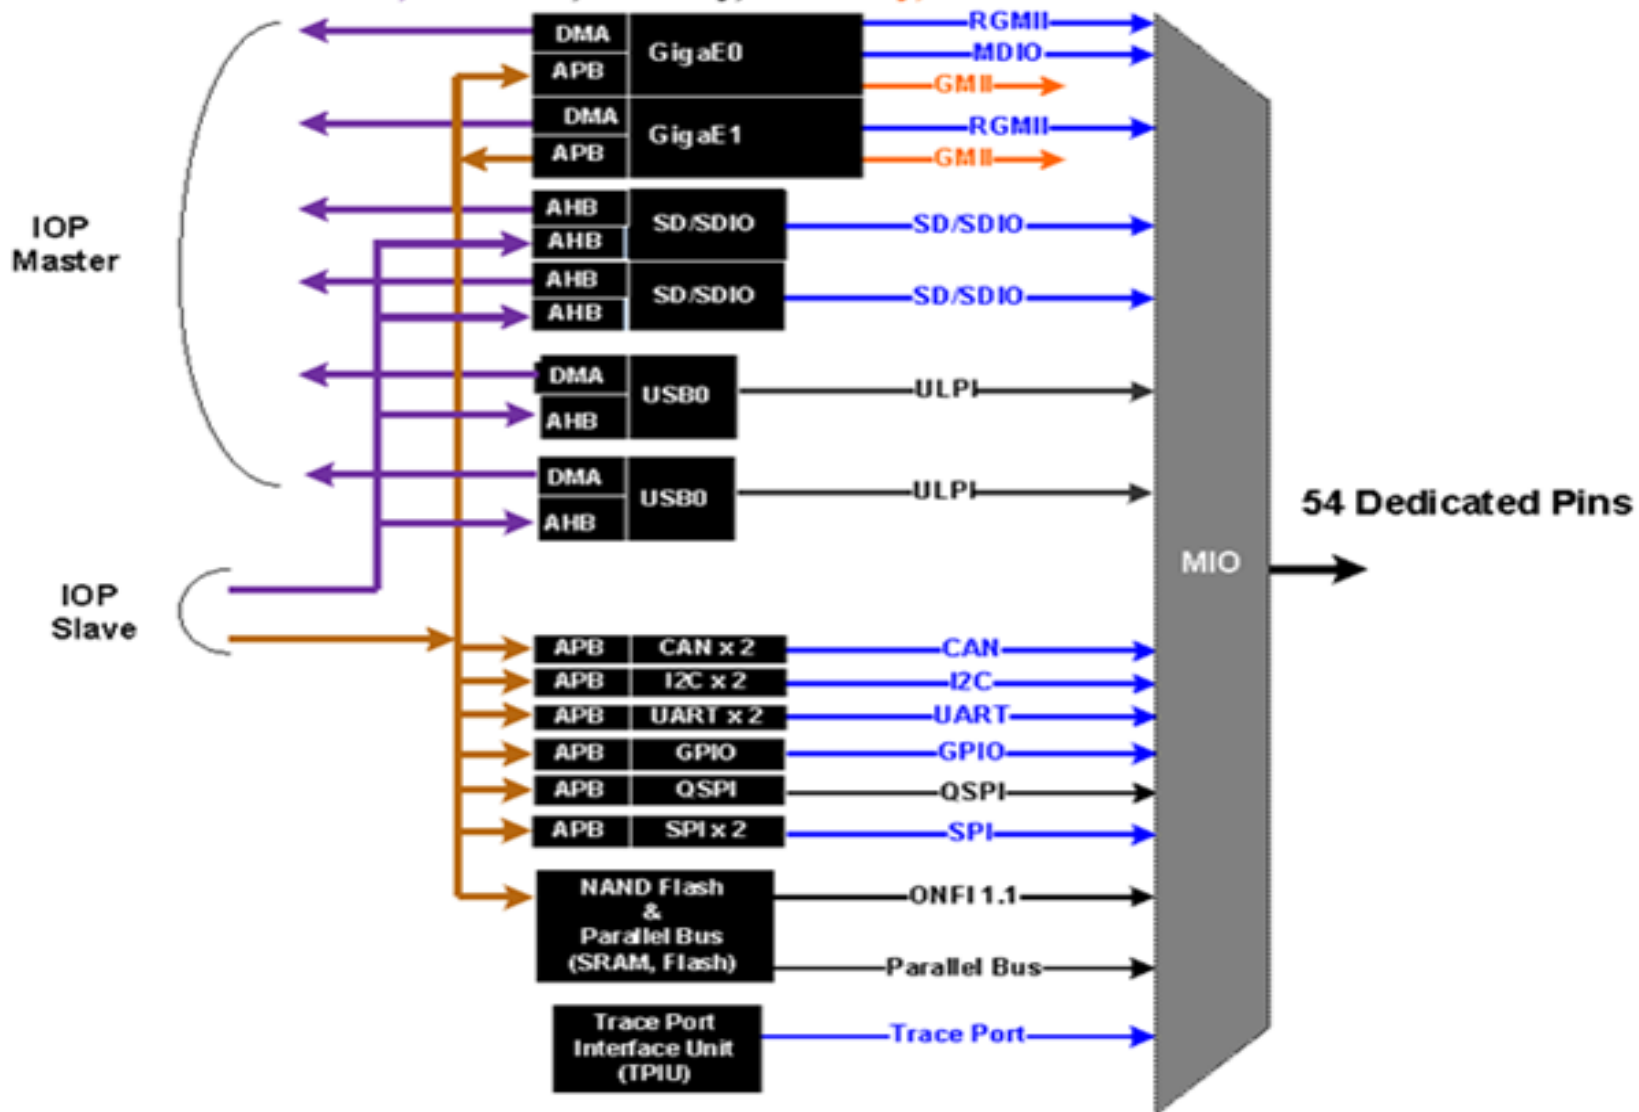 DMA
GigaE0
RGMII
APB
MDIO
GMII
DMA
GigaE1
RGMII
APB
GMII
IOP
Master
AHB
SD/SDIO
SD/SDIO
AHB
AHB
SD/SDIO
SD/SDIO
AHB
DMA
USB0
ULPI
AHB
DMA
USB0
ULPI
AHB
54 Dedicated Pins
MIO
IOP
Slave
APB CAN x 2 CAN
APB I2C x 2 I2C
APB UART x 2 UART
APB GPIO GPIO
APB QSPI QSPI
APB SPI x 2 SPI
NAND Flash
&
Parallel Bus
(SRAM, Flash)
ONFI 1.1
Parallel Bus
Trace Port
Interface Unit
(TPIU)
Trace Port